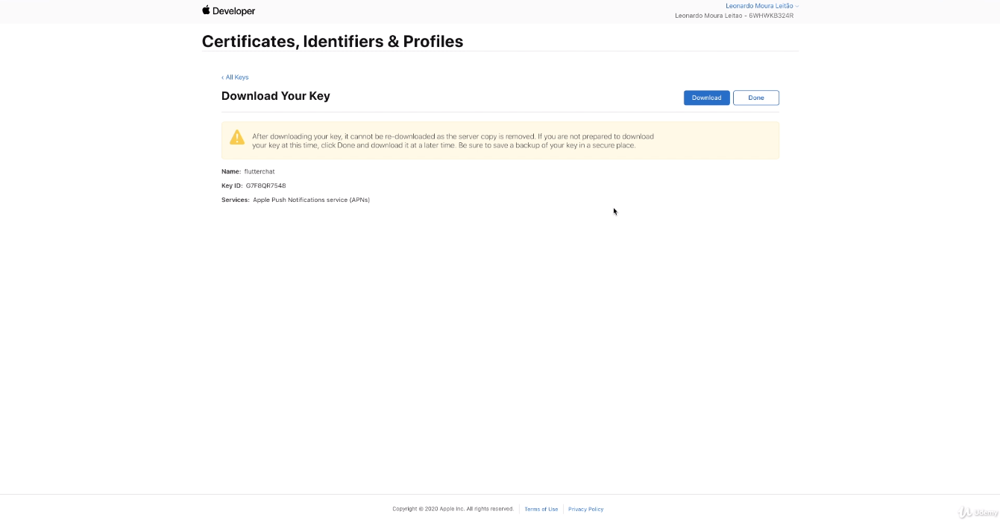 Developer
Leonardo Moura Leitão
Leonardo Moura Leitao - 6WHWKB324R
Certificates, Identifiers & Profiles
‹ All Keys
Download Your Key
Download
Done
After downloading your key, it cannot be re-downloaded as the server copy is removed. If you are not prepared to download
your key at this time, click Done and download it at a later time. Be sure to save a backup of your key in a secure place.
Name: flutterchat
Key ID: G7F8QR7548
Services: Apple Push Notifications service (APNs)
Copyright © 2020 Apple Inc. All rights reserved.
Terms of Use
Privacy Policy
Udemy